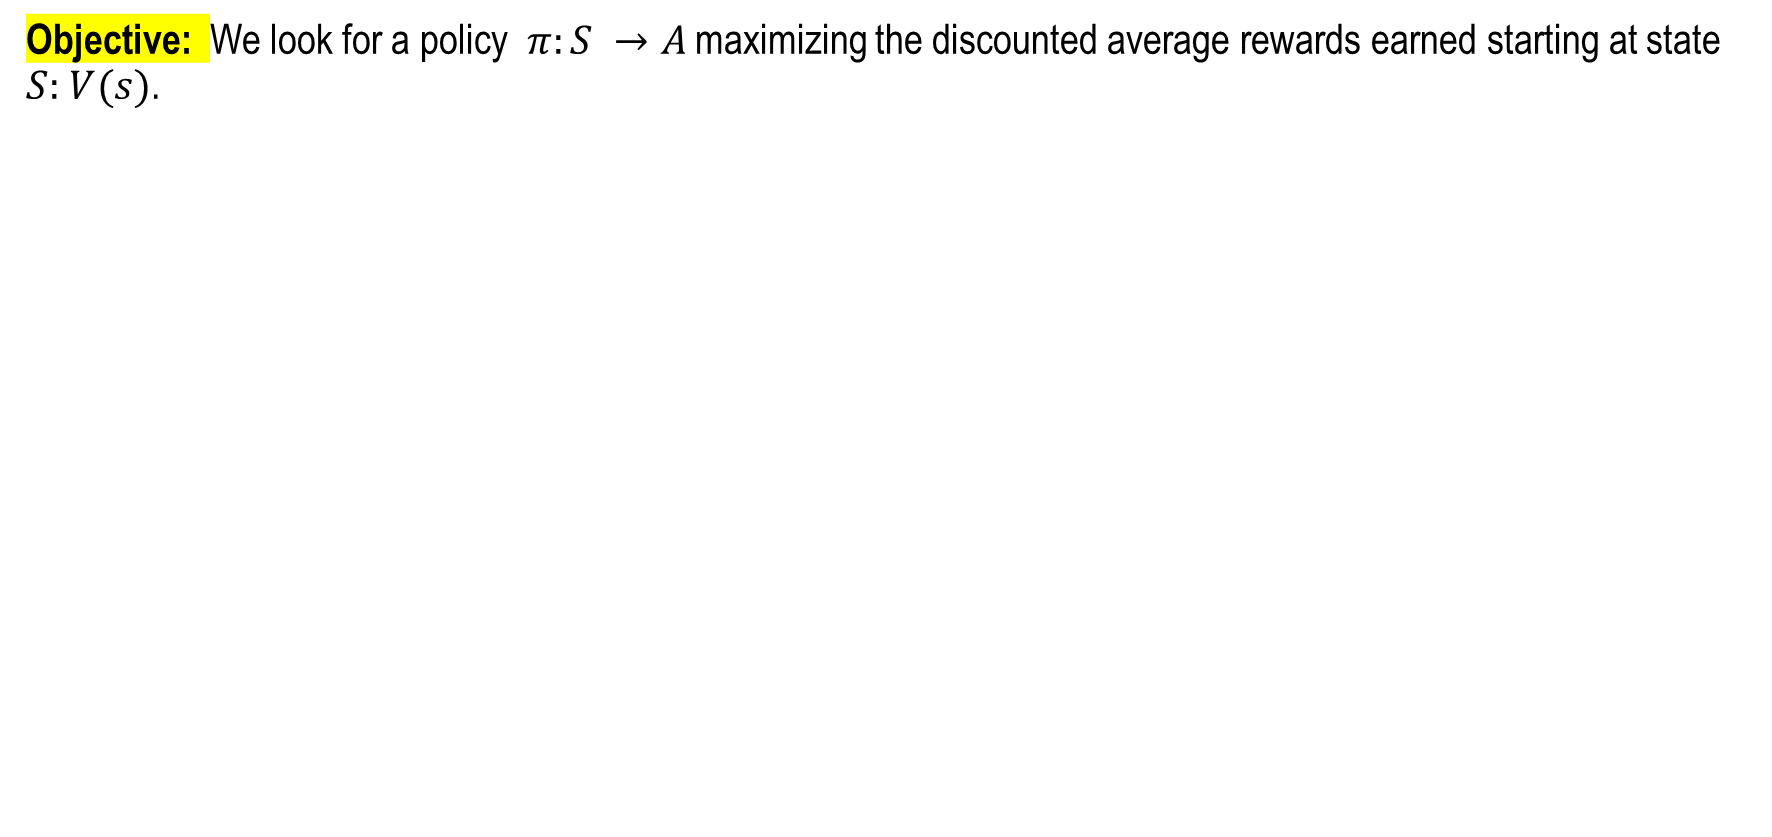 Objective: We look for a policy π: S → A maximizing the discounted average rewards earned starting at state
S: V(s).